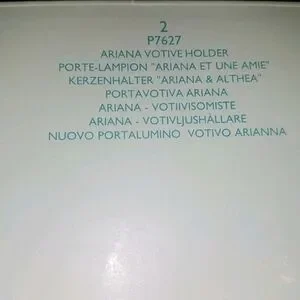 2
P7627
ARIANA VOTIVE HOLDER
PORTE-LAMPION "ARIANA ET UNE AMIE"
KERZENHALTER "ARIANA & ALTHEA"
PORTAVOTIVA ARIANA
ARIANA - VOTIIVISOMISTE
ARIANA - VOTIVLJUSHÅLLARE
NUOVO PORTALUMINO VOTIVO ARIANNA